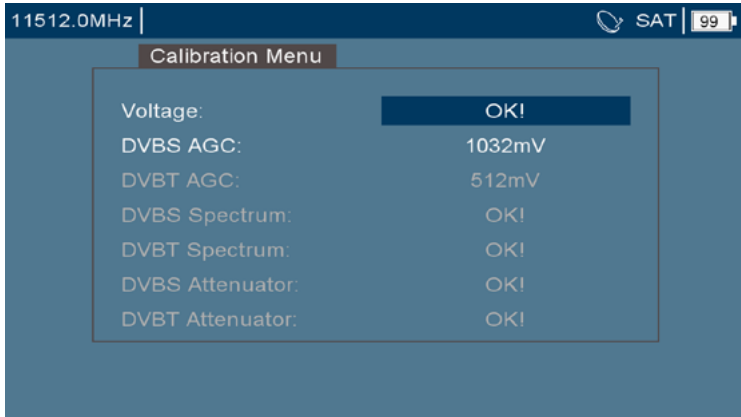 11512.0MHz SAT 99
Calibration Menu
Voltage: OK!
DVBS AGC: 1032mV
DVBT AGC: 512mV
DVBS Spectrum: OK!
DVBT Spectrum: OK!
DVBS Attenuator: OK!
DVBT Attenuator: OK!